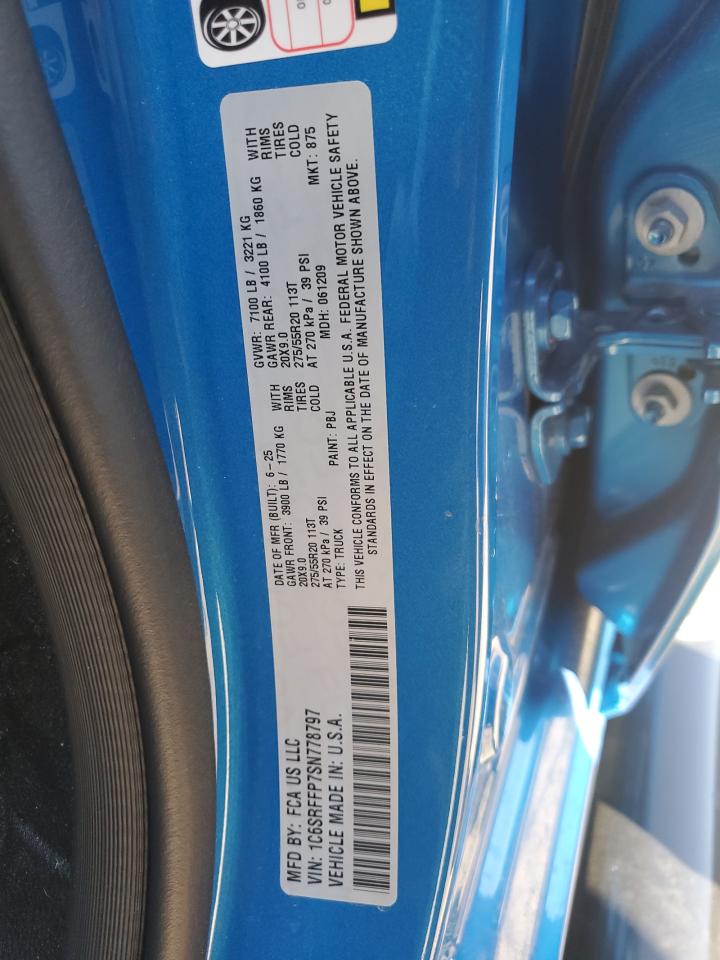 MFD BY: FCA US LLC
VIN: 1C6SRFFP7SN778797
VEHICLE MADE IN: U.S.A.
DATE OF MFR (BUILT): 6-25
GAWR FRONT: 3900 LB / 1770 KG WITH
20X9.0 RIMS
275/55R20 113T TIRES
AT 270 kPa / 39 PSI COLD
TYPE: TRUCK PAINT: PBJ
GVWR: 7100 LB / 3221 KG
GAWR REAR: 4100 LB / 1860 KG WITH
20X9.0 RIMS
275/55R20 113T TIRES
AT 270 kPa / 39 PSI COLD
MDH: 061209 MKT: 875
THIS VEHICLE CONFORMS TO ALL APPLICABLE U.S.A. FEDERAL MOTOR VEHICLE SAFETY
STANDARDS IN EFFECT ON THE DATE OF MANUFACTURE SHOWN ABOVE.